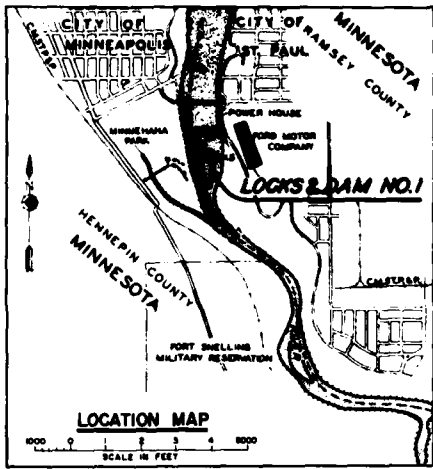 CITY OF
MINNEAPOLIS
CITY OF
ST. PAUL
MINNESOTA
RAMSEY COUNTY
C.M.ST.P.&P.
POWER HOUSE
FORD MOTOR
COMPANY
MINNEHAHA
PARK
LOCKS & DAM NO. 1
HENNEPIN COUNTY
MINNESOTA
C.M.ST.P.&P.
FORT SNELLING
MILITARY RESERVATION
LOCATION MAP
1000 0 1 2 3 4 5000
SCALE IN FEET